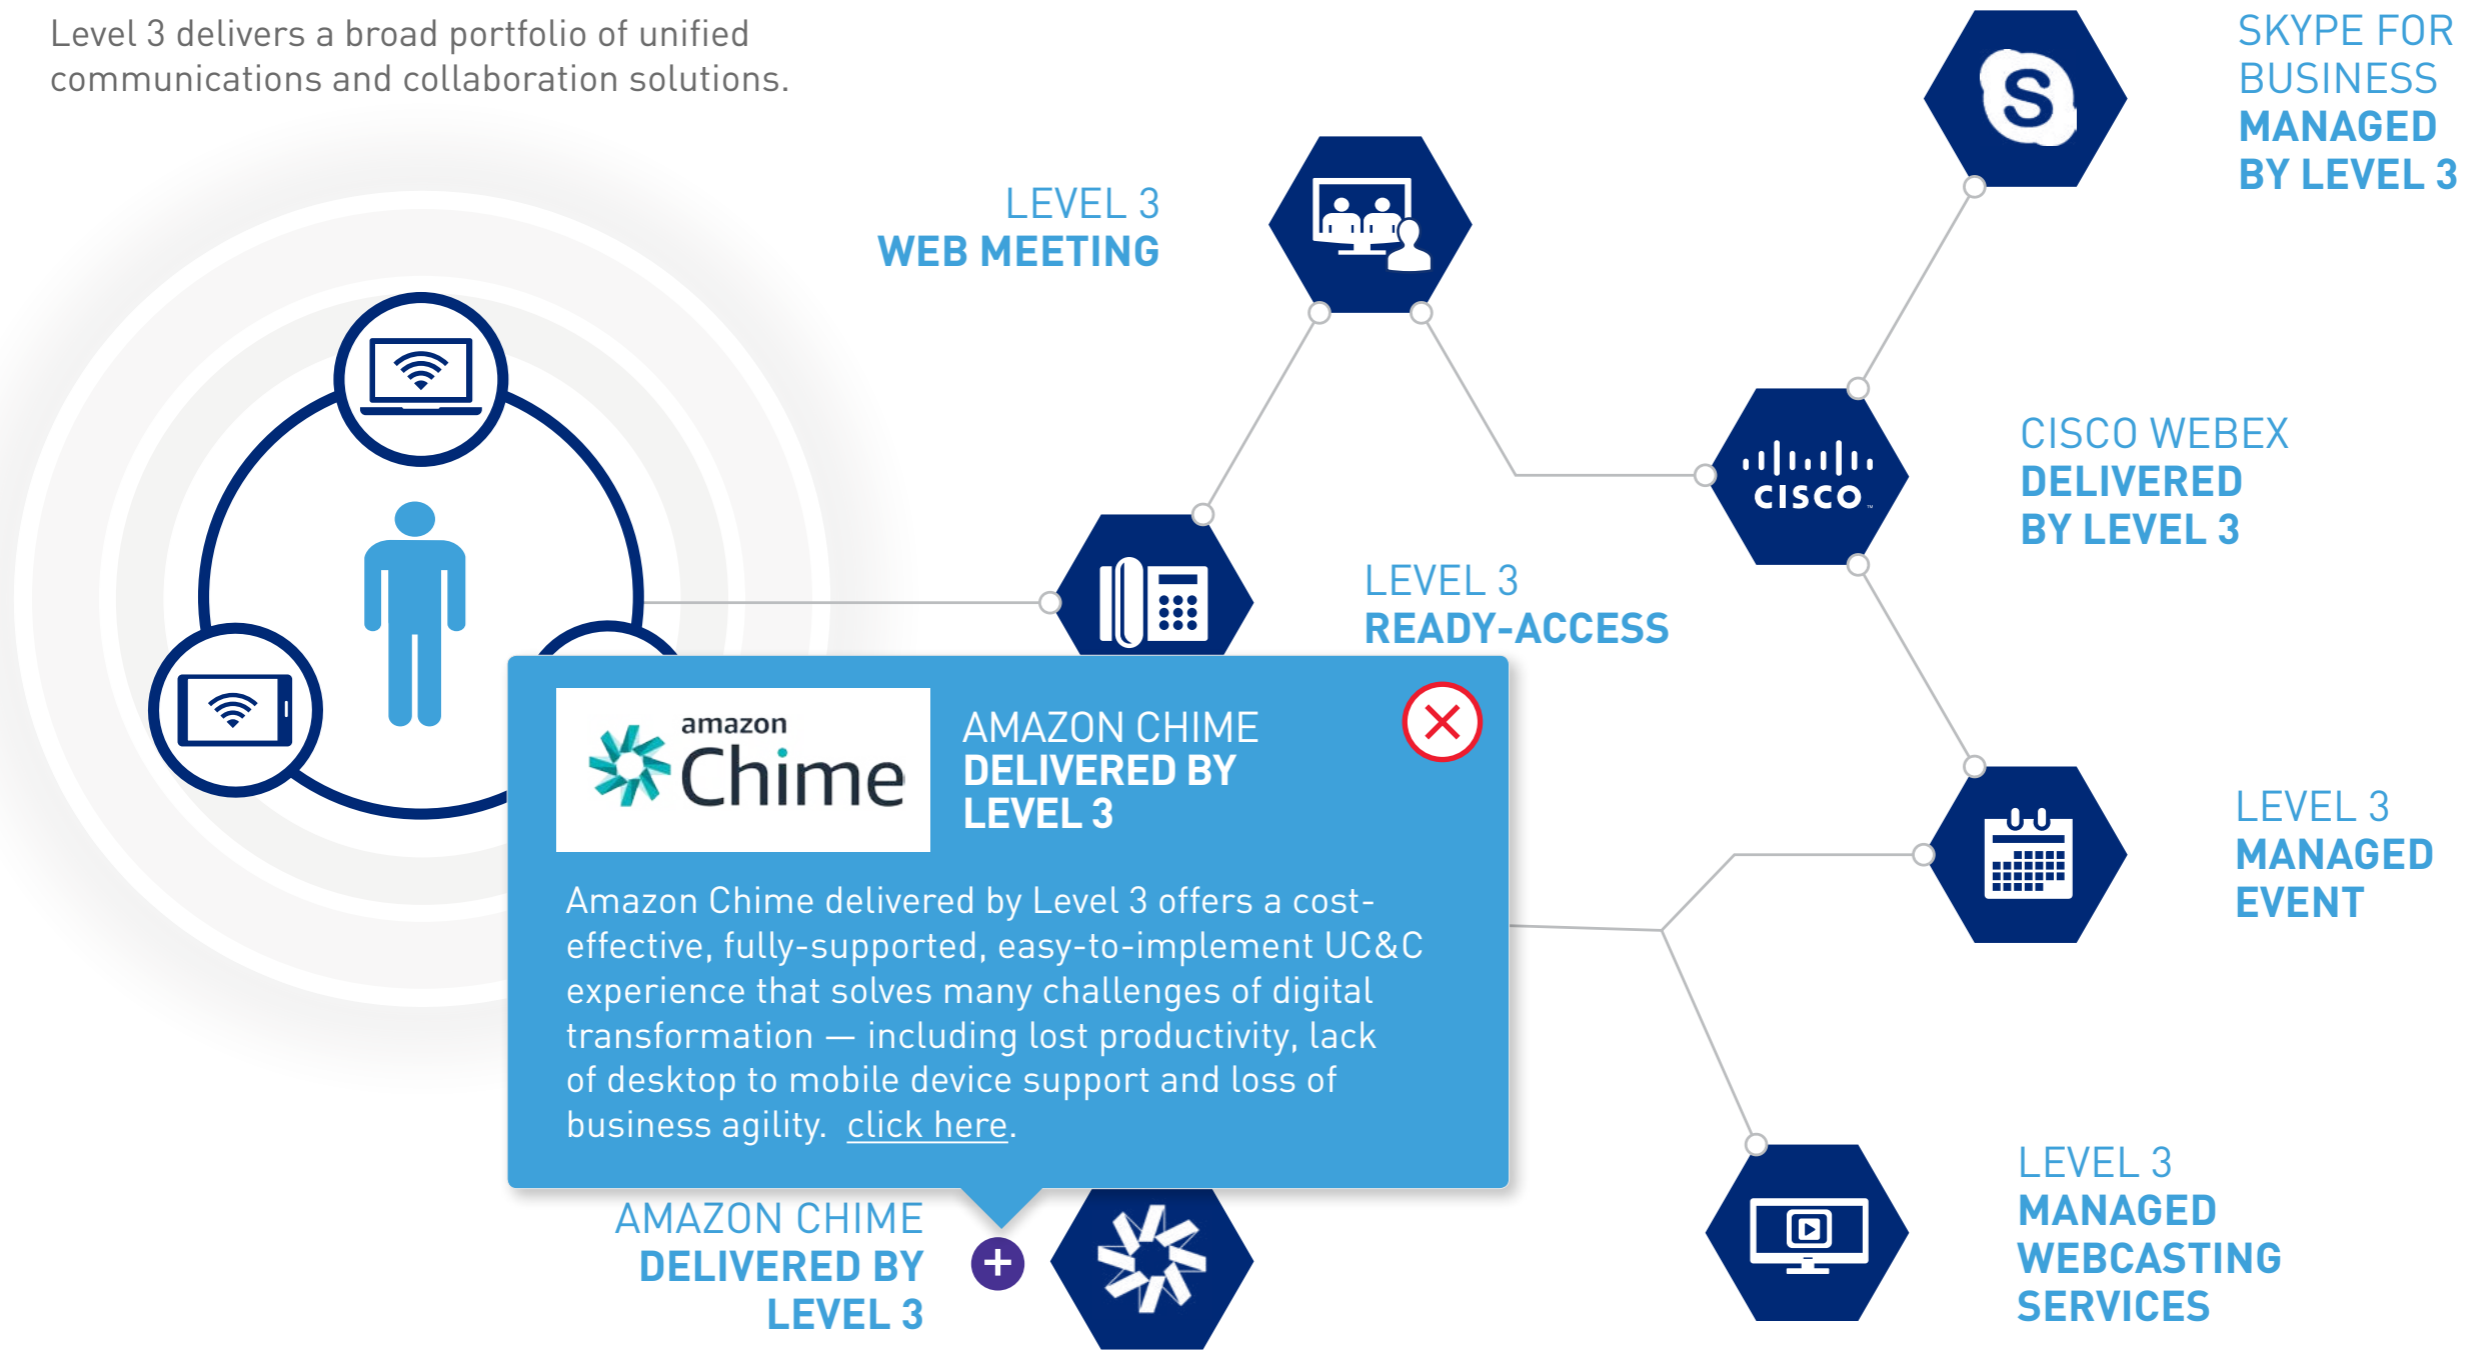 Level 3 delivers a broad portfolio of unified
communications and collaboration solutions.
SKYPE FOR
BUSINESS
MANAGED
BY LEVEL 3
LEVEL 3
WEB MEETING
CISCO
CISCO WEBEX
DELIVERED
BY LEVEL 3
LEVEL 3
READY-ACCESS
amazon
Chime
AMAZON CHIME
DELIVERED BY
LEVEL 3
Amazon Chime delivered by Level 3 offers a cost-
effective, fully-supported, easy-to-implement UC&C
experience that solves many challenges of digital
transformation — including lost productivity, lack
of desktop to mobile device support and loss of
business agility. click here.
LEVEL 3
MANAGED
EVENT
AMAZON CHIME
DELIVERED BY
LEVEL 3
LEVEL 3
MANAGED
WEBCASTING
SERVICES